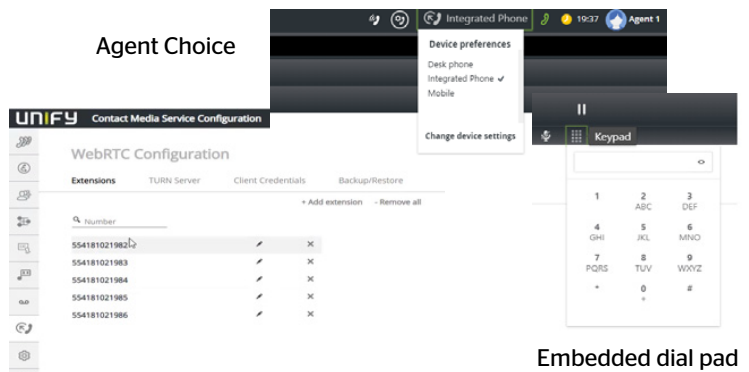 Agent Choice
Integrated Phone
19:37
Agent 1
Device preferences
Desk phone
Integrated Phone
Mobile
Change device settings
UNIFY Contact Media Service Configuration
WebRTC Configuration
Extensions TURN Server Client Credentials Backup/Restore
+ Add extension - Remove all
Number
554181021982
554181021983
554181021984
554181021985
554181021986
Keypad
1 2 3
ABC DEF
4 5 6
GHI JKL MNO
7 8 9
PQRS TUV WXYZ
* 0 #
+
Embedded dial pad